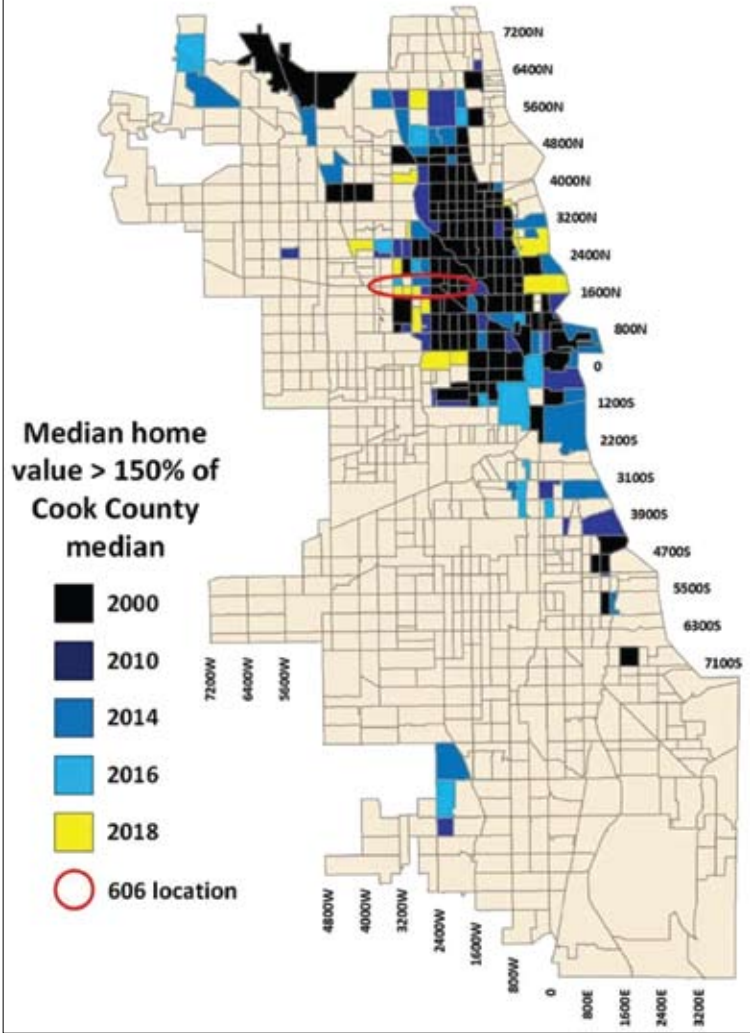 7200N
6400N
5600N
4800N
4000N
3200N
2400N
1600N
800N
0
1200S
2200S
3100S
3900S
4700S
5500S
6300S
7100S
Median home
value > 150% of
Cook County
median
2000
2010
2014
2016
2018
606 location
7200W
6400W
5600W
4800W
4000W
3200W
2400W
1600W
800W
0
800E
1600E
2400E
3200E